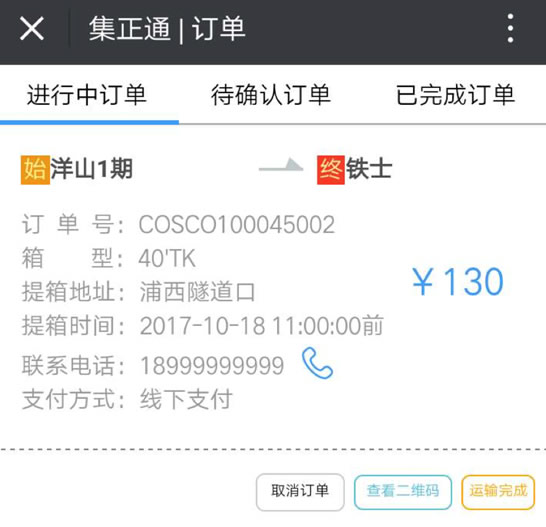 集正通 | 订单
进行中订单 待确认订单 已完成订单
始 洋山1期 终 铁士
订 单 号：COSCO100045002
箱 型：40'TK
提箱地址：浦西隧道口
￥130
提箱时间：2017-10-18 11:00:00前
联系电话：18999999999
支付方式：线下支付
取消订单 查看二维码 运输完成